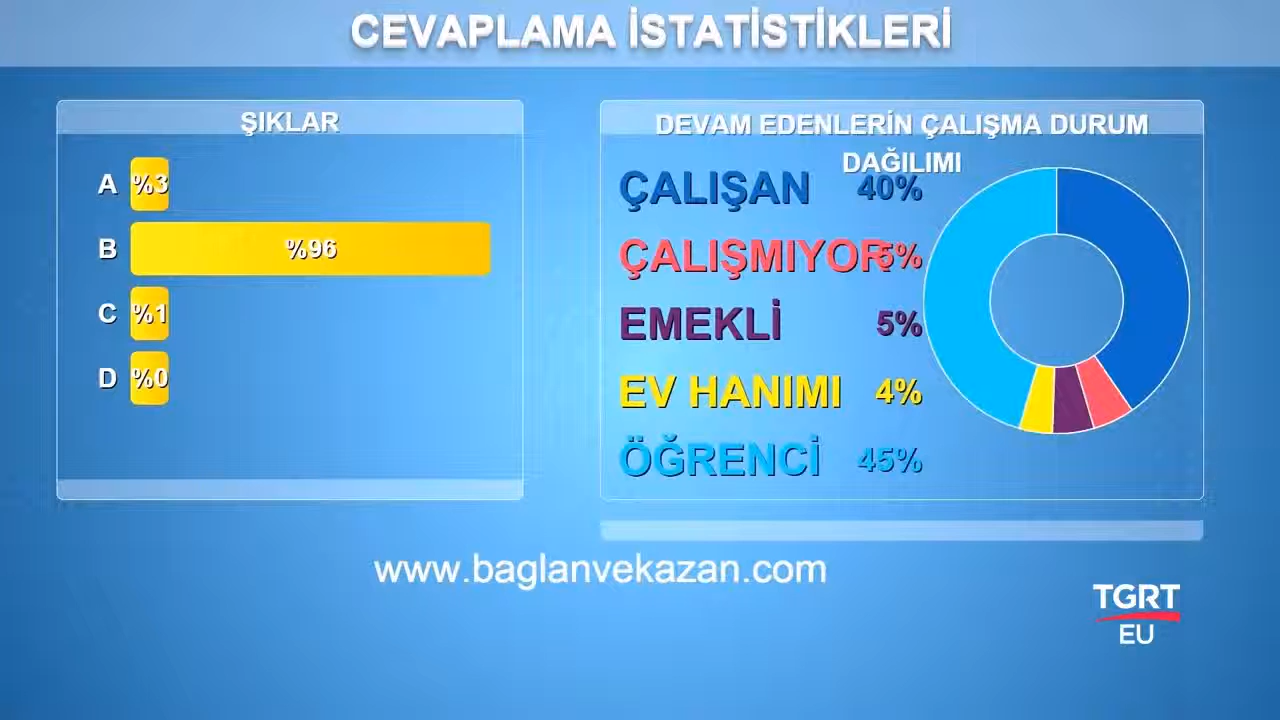 CEVAPLAMA İSTATİSTİKLERİ
ŞIKLAR
A %3
B %96
C %1
D %0
DEVAM EDENLERİN ÇALIŞMA DURUM
DAĞILIMI
ÇALIŞAN 40%
ÇALIŞMIYOR 5%
EMEKLİ 5%
EV HANIMI 4%
ÖĞRENCİ 45%
www.baglanvekazan.com
TGRT
EU